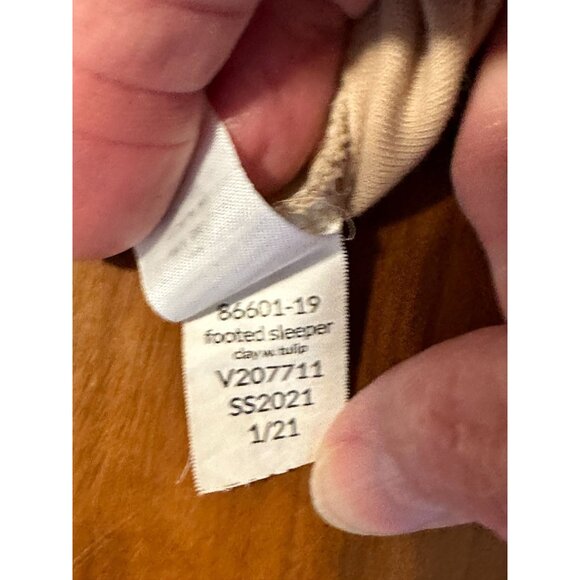 86601-19
footed sleeper
clay w. tulip
V207711
SS2021
1/21